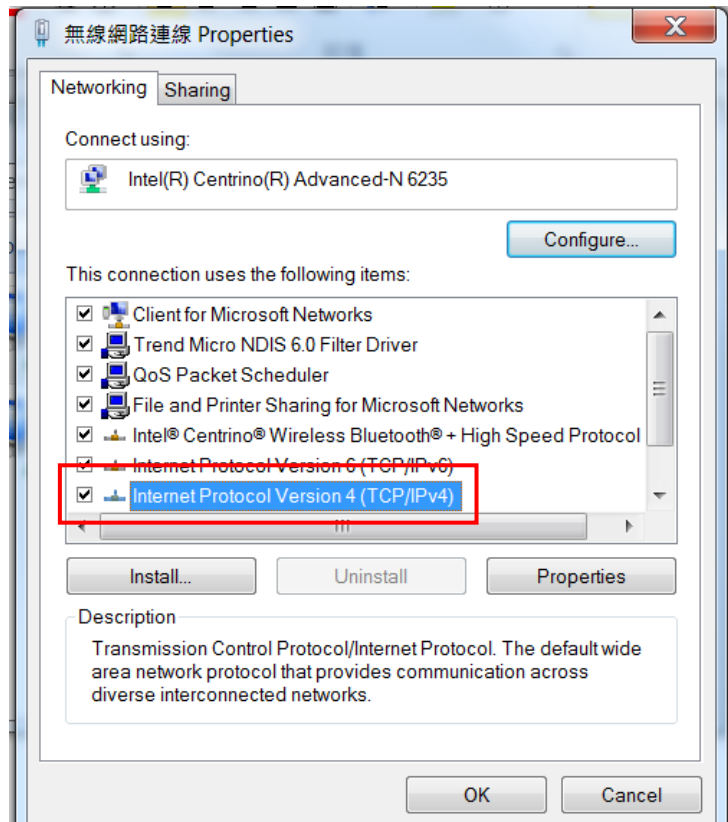 無線網路連線 Properties
Networking
Sharing
Connect using:
Intel(R) Centrino(R) Advanced-N 6235
Configure...
This connection uses the following items:
Client for Microsoft Networks
Trend Micro NDIS 6.0 Filter Driver
QoS Packet Scheduler
File and Printer Sharing for Microsoft Networks
Intel® Centrino® Wireless Bluetooth® + High Speed Protocol
Internet Protocol Version 6 (TCP/IPv6)
Internet Protocol Version 4 (TCP/IPv4)
Install...
Uninstall
Properties
Description
Transmission Control Protocol/Internet Protocol. The default wide
area network protocol that provides communication across
diverse interconnected networks.
OK
Cancel